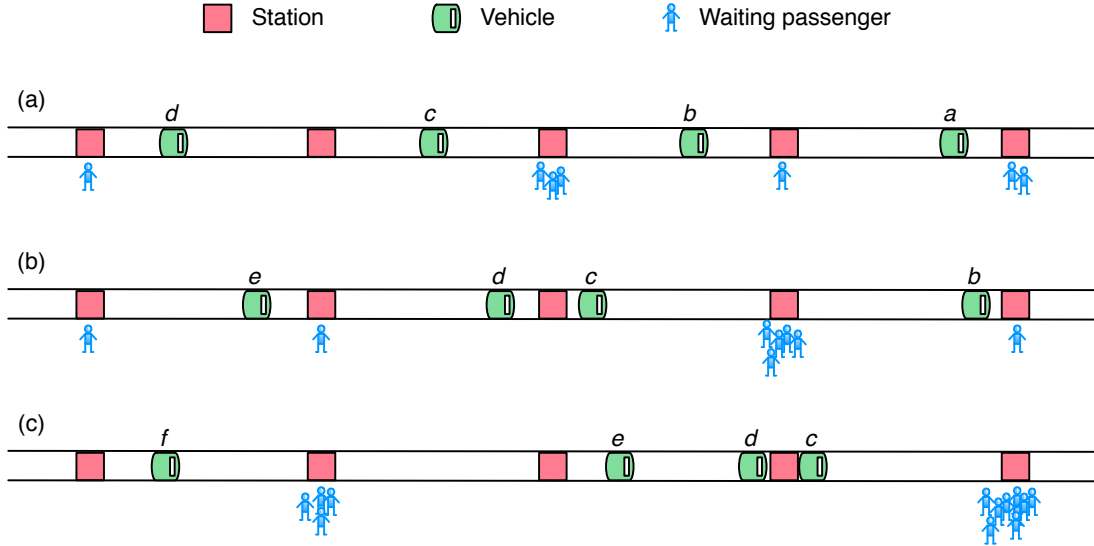 Station Vehicle Waiting passenger
(a)
d c b a
(b)
e d c b
(c)
f e d c